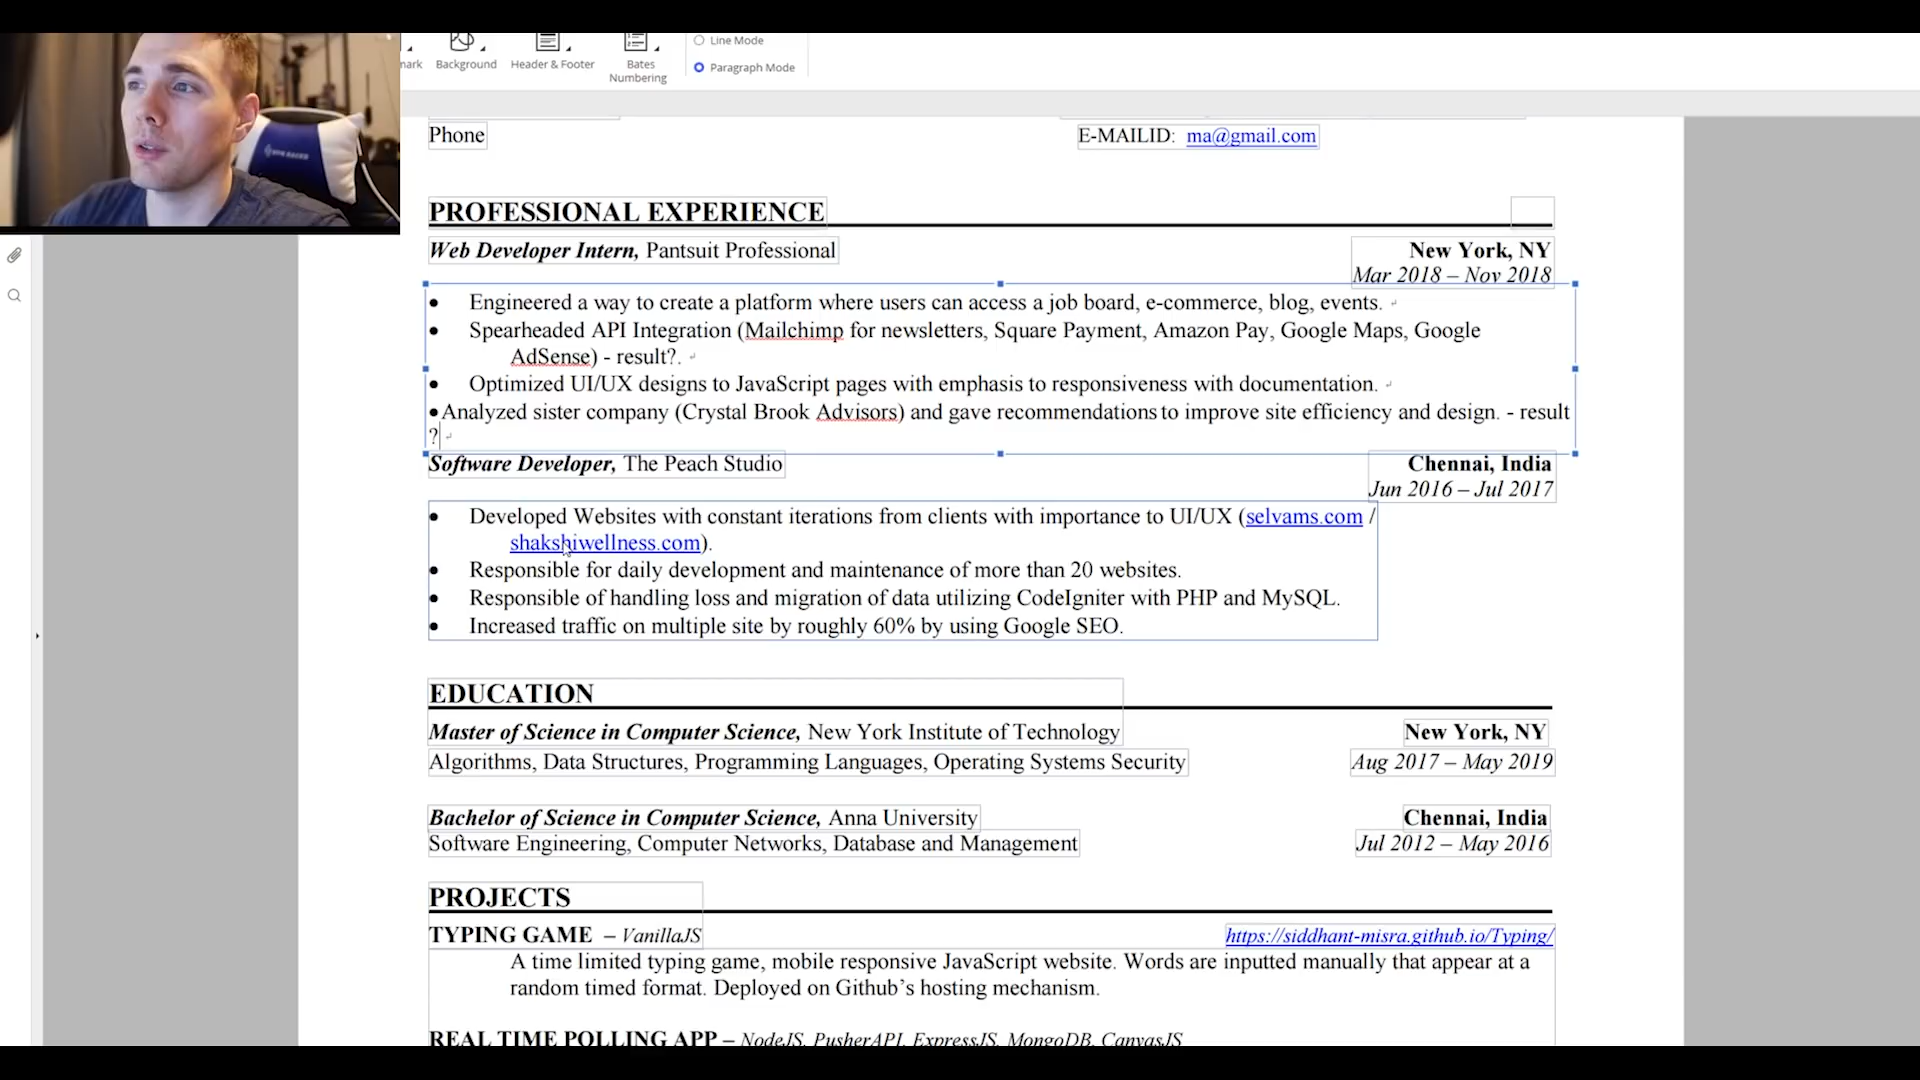 mark
Background
Header & Footer
Bates
Numbering
Line Mode
Paragraph Mode
Phone
E-MAILID: ma@gmail.com
PROFESSIONAL EXPERIENCE
Web Developer Intern, Pantsuit Professional
New York, NY
Mar 2018 – Nov 2018
• Engineered a way to create a platform where users can access a job board, e-commerce, blog, events.
• Spearheaded API Integration (Mailchimp for newsletters, Square Payment, Amazon Pay, Google Maps, Google
AdSense) - result?.
• Optimized UI/UX designs to JavaScript pages with emphasis to responsiveness with documentation.
• Analyzed sister company (Crystal Brook Advisors) and gave recommendations to improve site efficiency and design. - result
?
Software Developer, The Peach Studio
Chennai, India
Jun 2016 – Jul 2017
• Developed Websites with constant iterations from clients with importance to UI/UX (selvams.com /
shakshiwellness.com).
• Responsible for daily development and maintenance of more than 20 websites.
• Responsible of handling loss and migration of data utilizing CodeIgniter with PHP and MySQL.
• Increased traffic on multiple site by roughly 60% by using Google SEO.
EDUCATION
Master of Science in Computer Science, New York Institute of Technology
New York, NY
Algorithms, Data Structures, Programming Languages, Operating Systems Security
Aug 2017 – May 2019
Bachelor of Science in Computer Science, Anna University
Chennai, India
Software Engineering, Computer Networks, Database and Management
Jul 2012 – May 2016
PROJECTS
TYPING GAME – VanillaJS
https://siddhant-misra.github.io/Typing/
A time limited typing game, mobile responsive JavaScript website. Words are inputted manually that appear at a
random timed format. Deployed on Github's hosting mechanism.
REAL TIME POLLING APP – NodeJS, PusherAPI, ExpressJS, MongoDB, CanvasJS